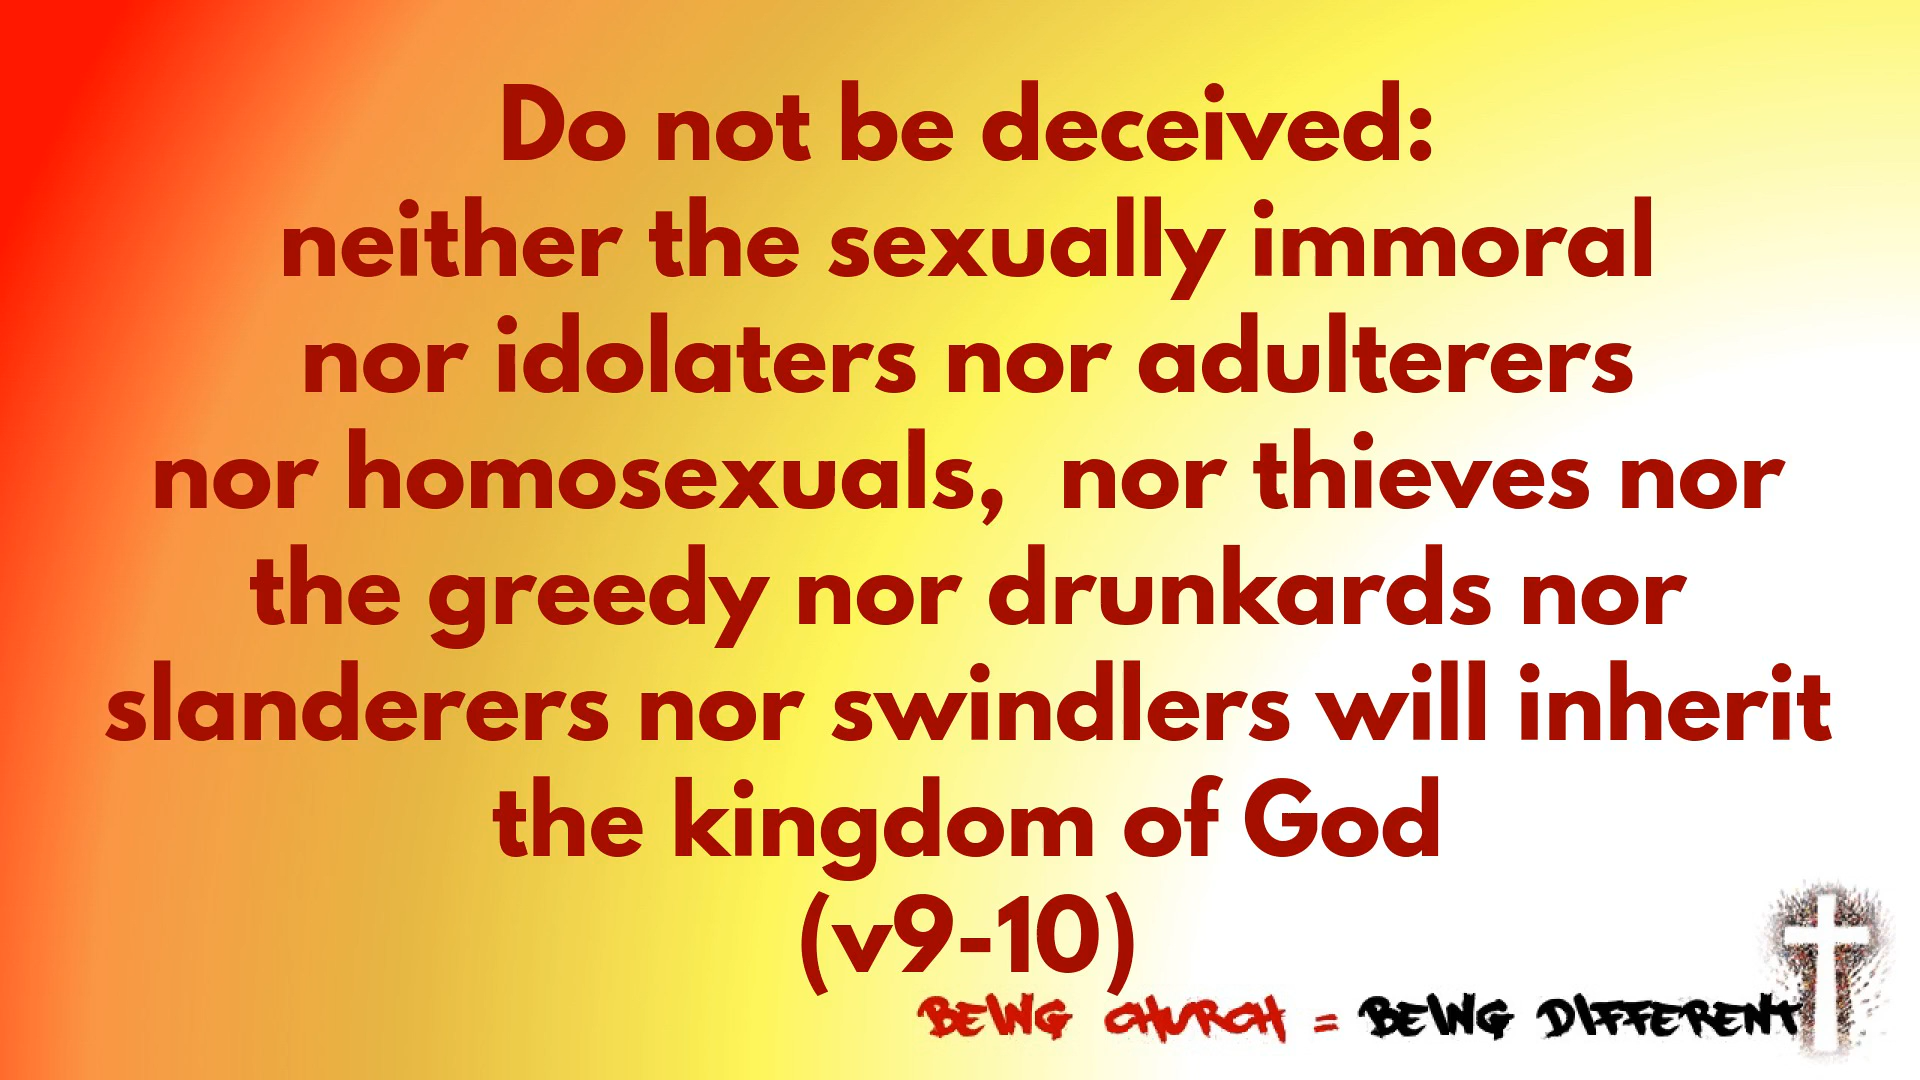 Do not be deceived:
neither the sexually immoral
nor idolaters nor adulterers
nor homosexuals,  nor thieves nor
the greedy nor drunkards nor
slanderers nor swindlers will inherit
the kingdom of God
(v9-10)
BEING CHURCH = BEING DIFFERENT